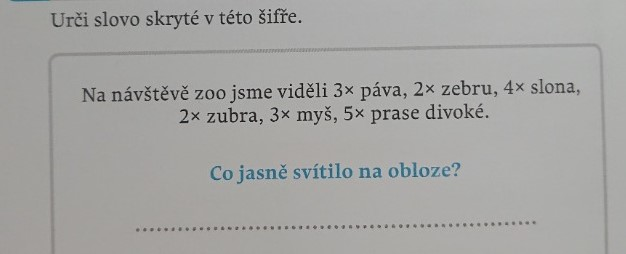 Urči slovo skryté v této šifře.
Na návštěvě zoo jsme viděli 3× páva, 2× zebru, 4× slona,
2× zubra, 3× myš, 5× prase divoké.
Co jasně svítilo na obloze?